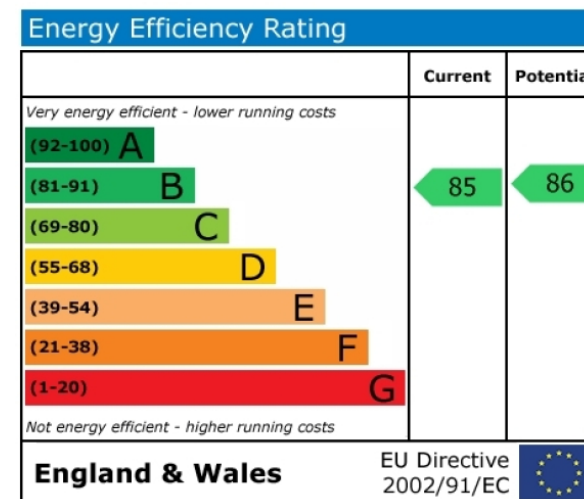 Energy Efficiency Rating
Current Potentia
Very energy efficient - lower running costs
(92-100) A
(81-91) B 85 86
(69-80) C
(55-68) D
(39-54) E
(21-38) F
(1-20) G
Not energy efficient - higher running costs
England & Wales
EU Directive
2002/91/EC